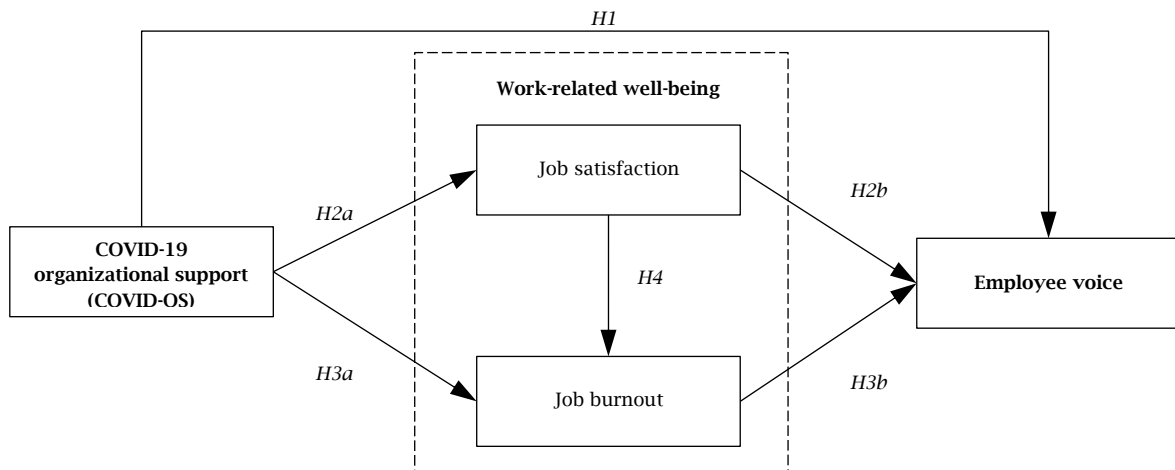 H1
Work-related well-being
Job satisfaction
H2a
H2b
COVID-19
organizational support
(COVID-OS)
H4
Employee voice
H3a
H3b
Job burnout